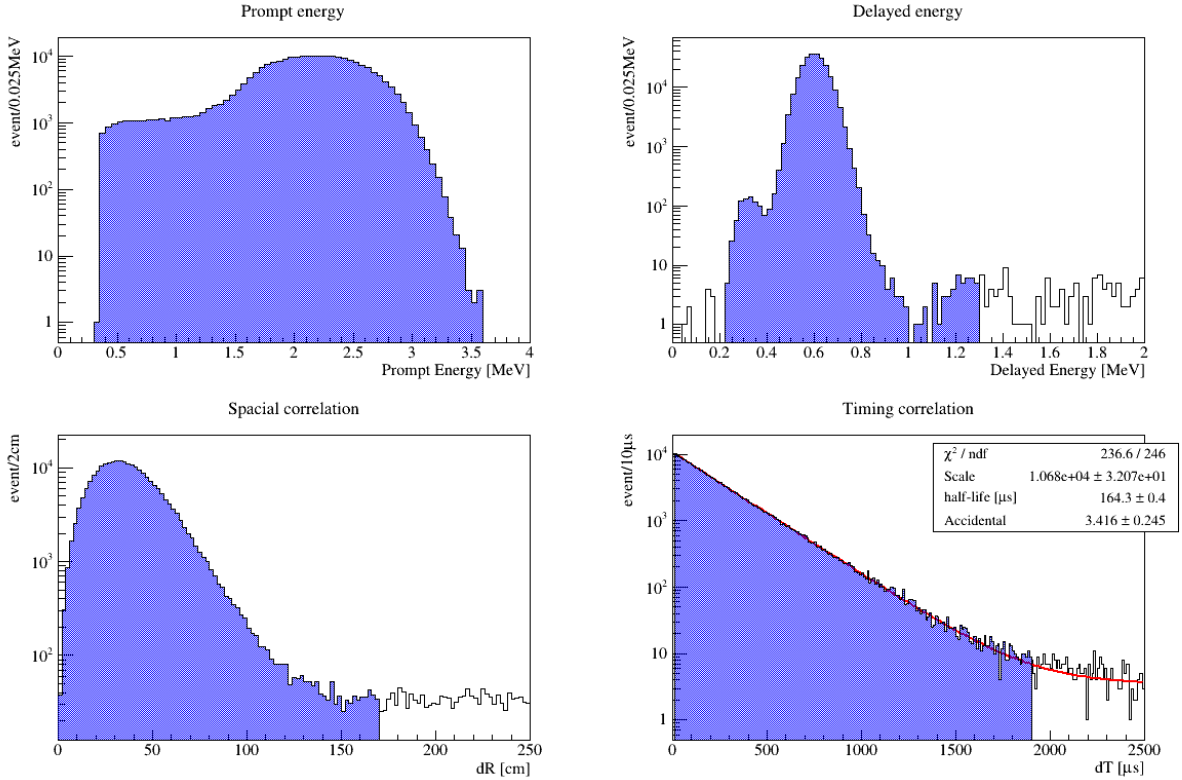 Prompt energy
event/0.025MeV
10⁴
10³
10²
10
1
0 0.5 1 1.5 2 2.5 3 3.5 4
Prompt Energy [MeV]
Delayed energy
event/0.025MeV
10⁴
10³
10²
10
1
0 0.2 0.4 0.6 0.8 1 1.2 1.4 1.6 1.8 2
Delayed Energy [MeV]
Spacial correlation
event/2cm
10⁴
10³
10²
0 50 100 150 200 250
dR [cm]
Timing correlation
event/10μs
10⁴
10³
10²
10
1
χ² / ndf 236.6 / 246
Scale 1.068e+04 ± 3.207e+01
half-life [μs] 164.3 ± 0.4
Accidental 3.416 ± 0.245
0 500 1000 1500 2000 2500
dT [μs]